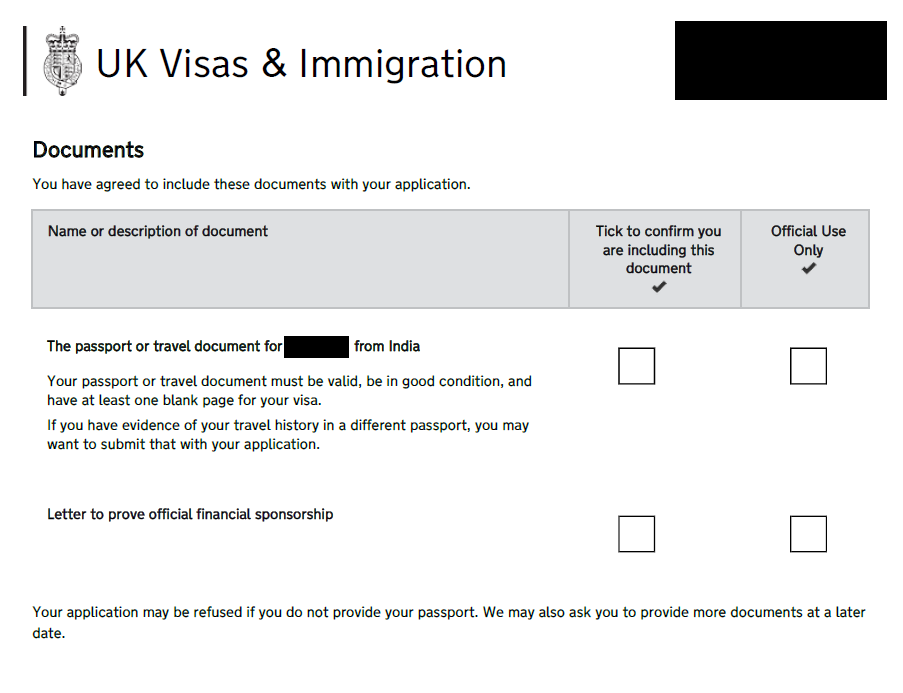 UK Visas & Immigration
Documents
You have agreed to include these documents with your application.
Name or description of document
Tick to confirm you
are including this
document
✔
Official Use
Only
✔
The passport or travel document for from India
Your passport or travel document must be valid, be in good condition, and
have at least one blank page for your visa.
If you have evidence of your travel history in a different passport, you may
want to submit that with your application.
Letter to prove official financial sponsorship
Your application may be refused if you do not provide your passport. We may also ask you to provide more documents at a later
date.